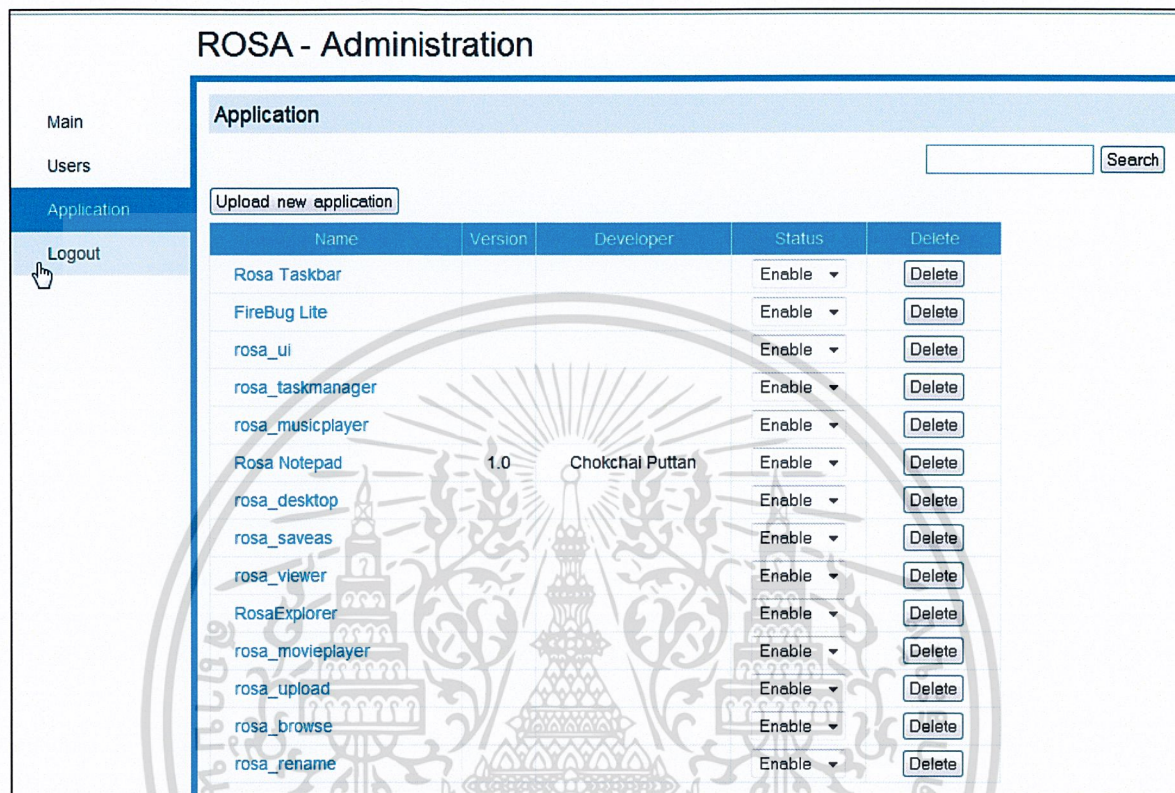 ROSA - Administration
Main
Users
Application
Logout
Application
Search
Upload new application
Name Version Developer Status Delete
Rosa Taskbar Enable Delete
FireBug Lite Enable Delete
rosa_ui Enable Delete
rosa_taskmanager Enable Delete
rosa_musicplayer Enable Delete
Rosa Notepad 1.0 Chokchai Puttan Enable Delete
rosa_desktop Enable Delete
rosa_saveas Enable Delete
rosa_viewer Enable Delete
RosaExplorer Enable Delete
rosa_movieplayer Enable Delete
rosa_upload Enable Delete
rosa_browse Enable Delete
rosa_rename Enable Delete